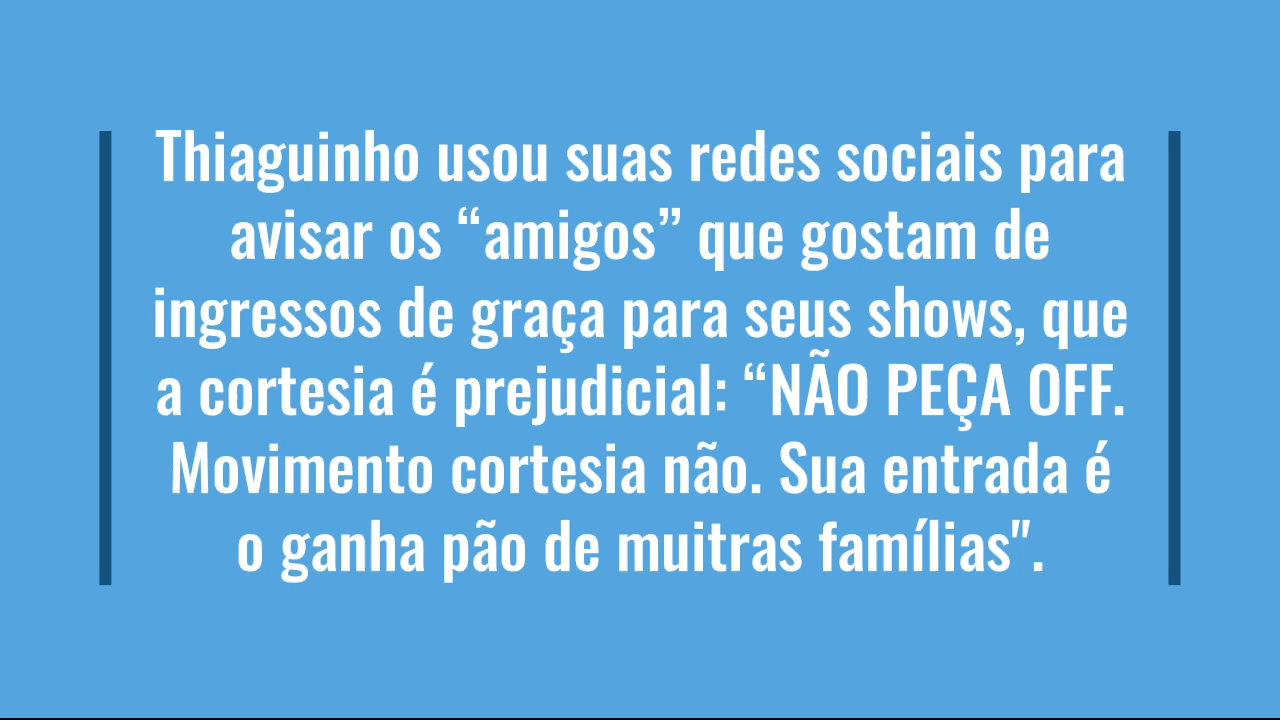 Thiaguinho usou suas redes sociais para
avisar os “amigos” que gostam de
ingressos de graça para seus shows, que
a cortesia é prejudicial: “NÃO PEÇA OFF.
Movimento cortesia não. Sua entrada é
o ganha pão de muitras famílias".